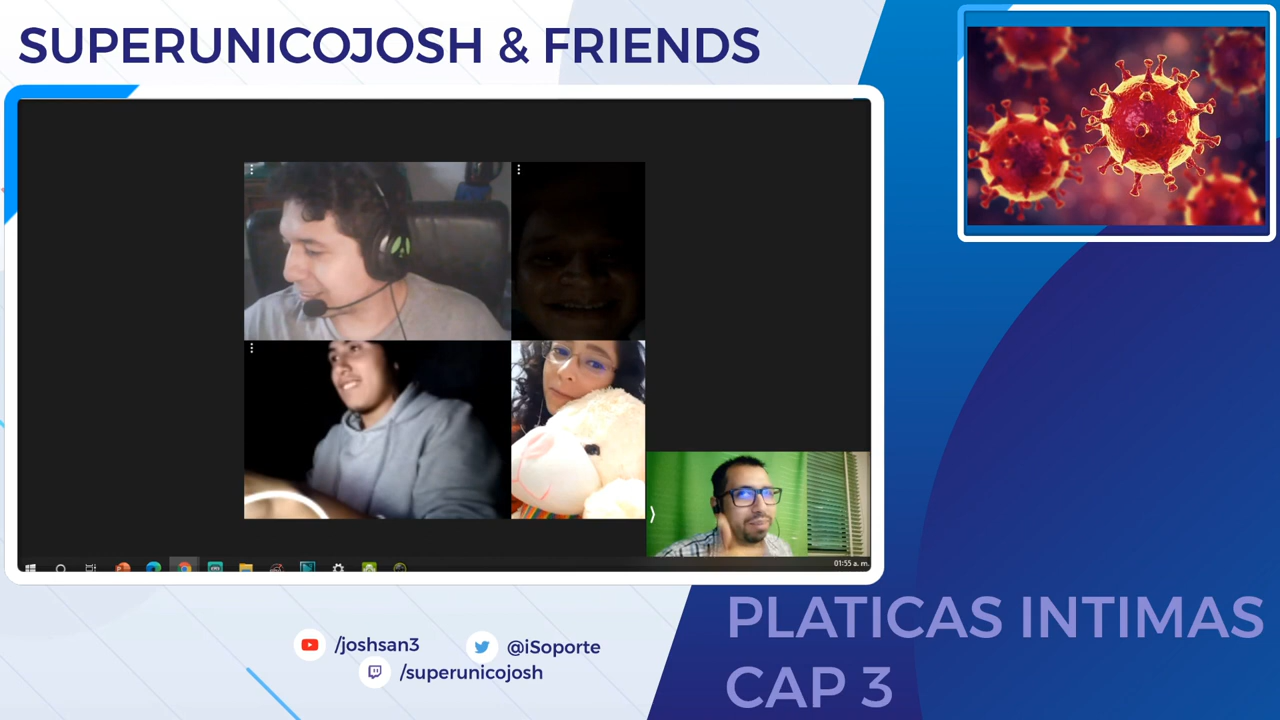 SUPERUNICOJOSH & FRIENDS
01:55 a. m.
/joshsan3
@iSoporte
/superunicojosh
PLATICAS INTIMAS
CAP 3